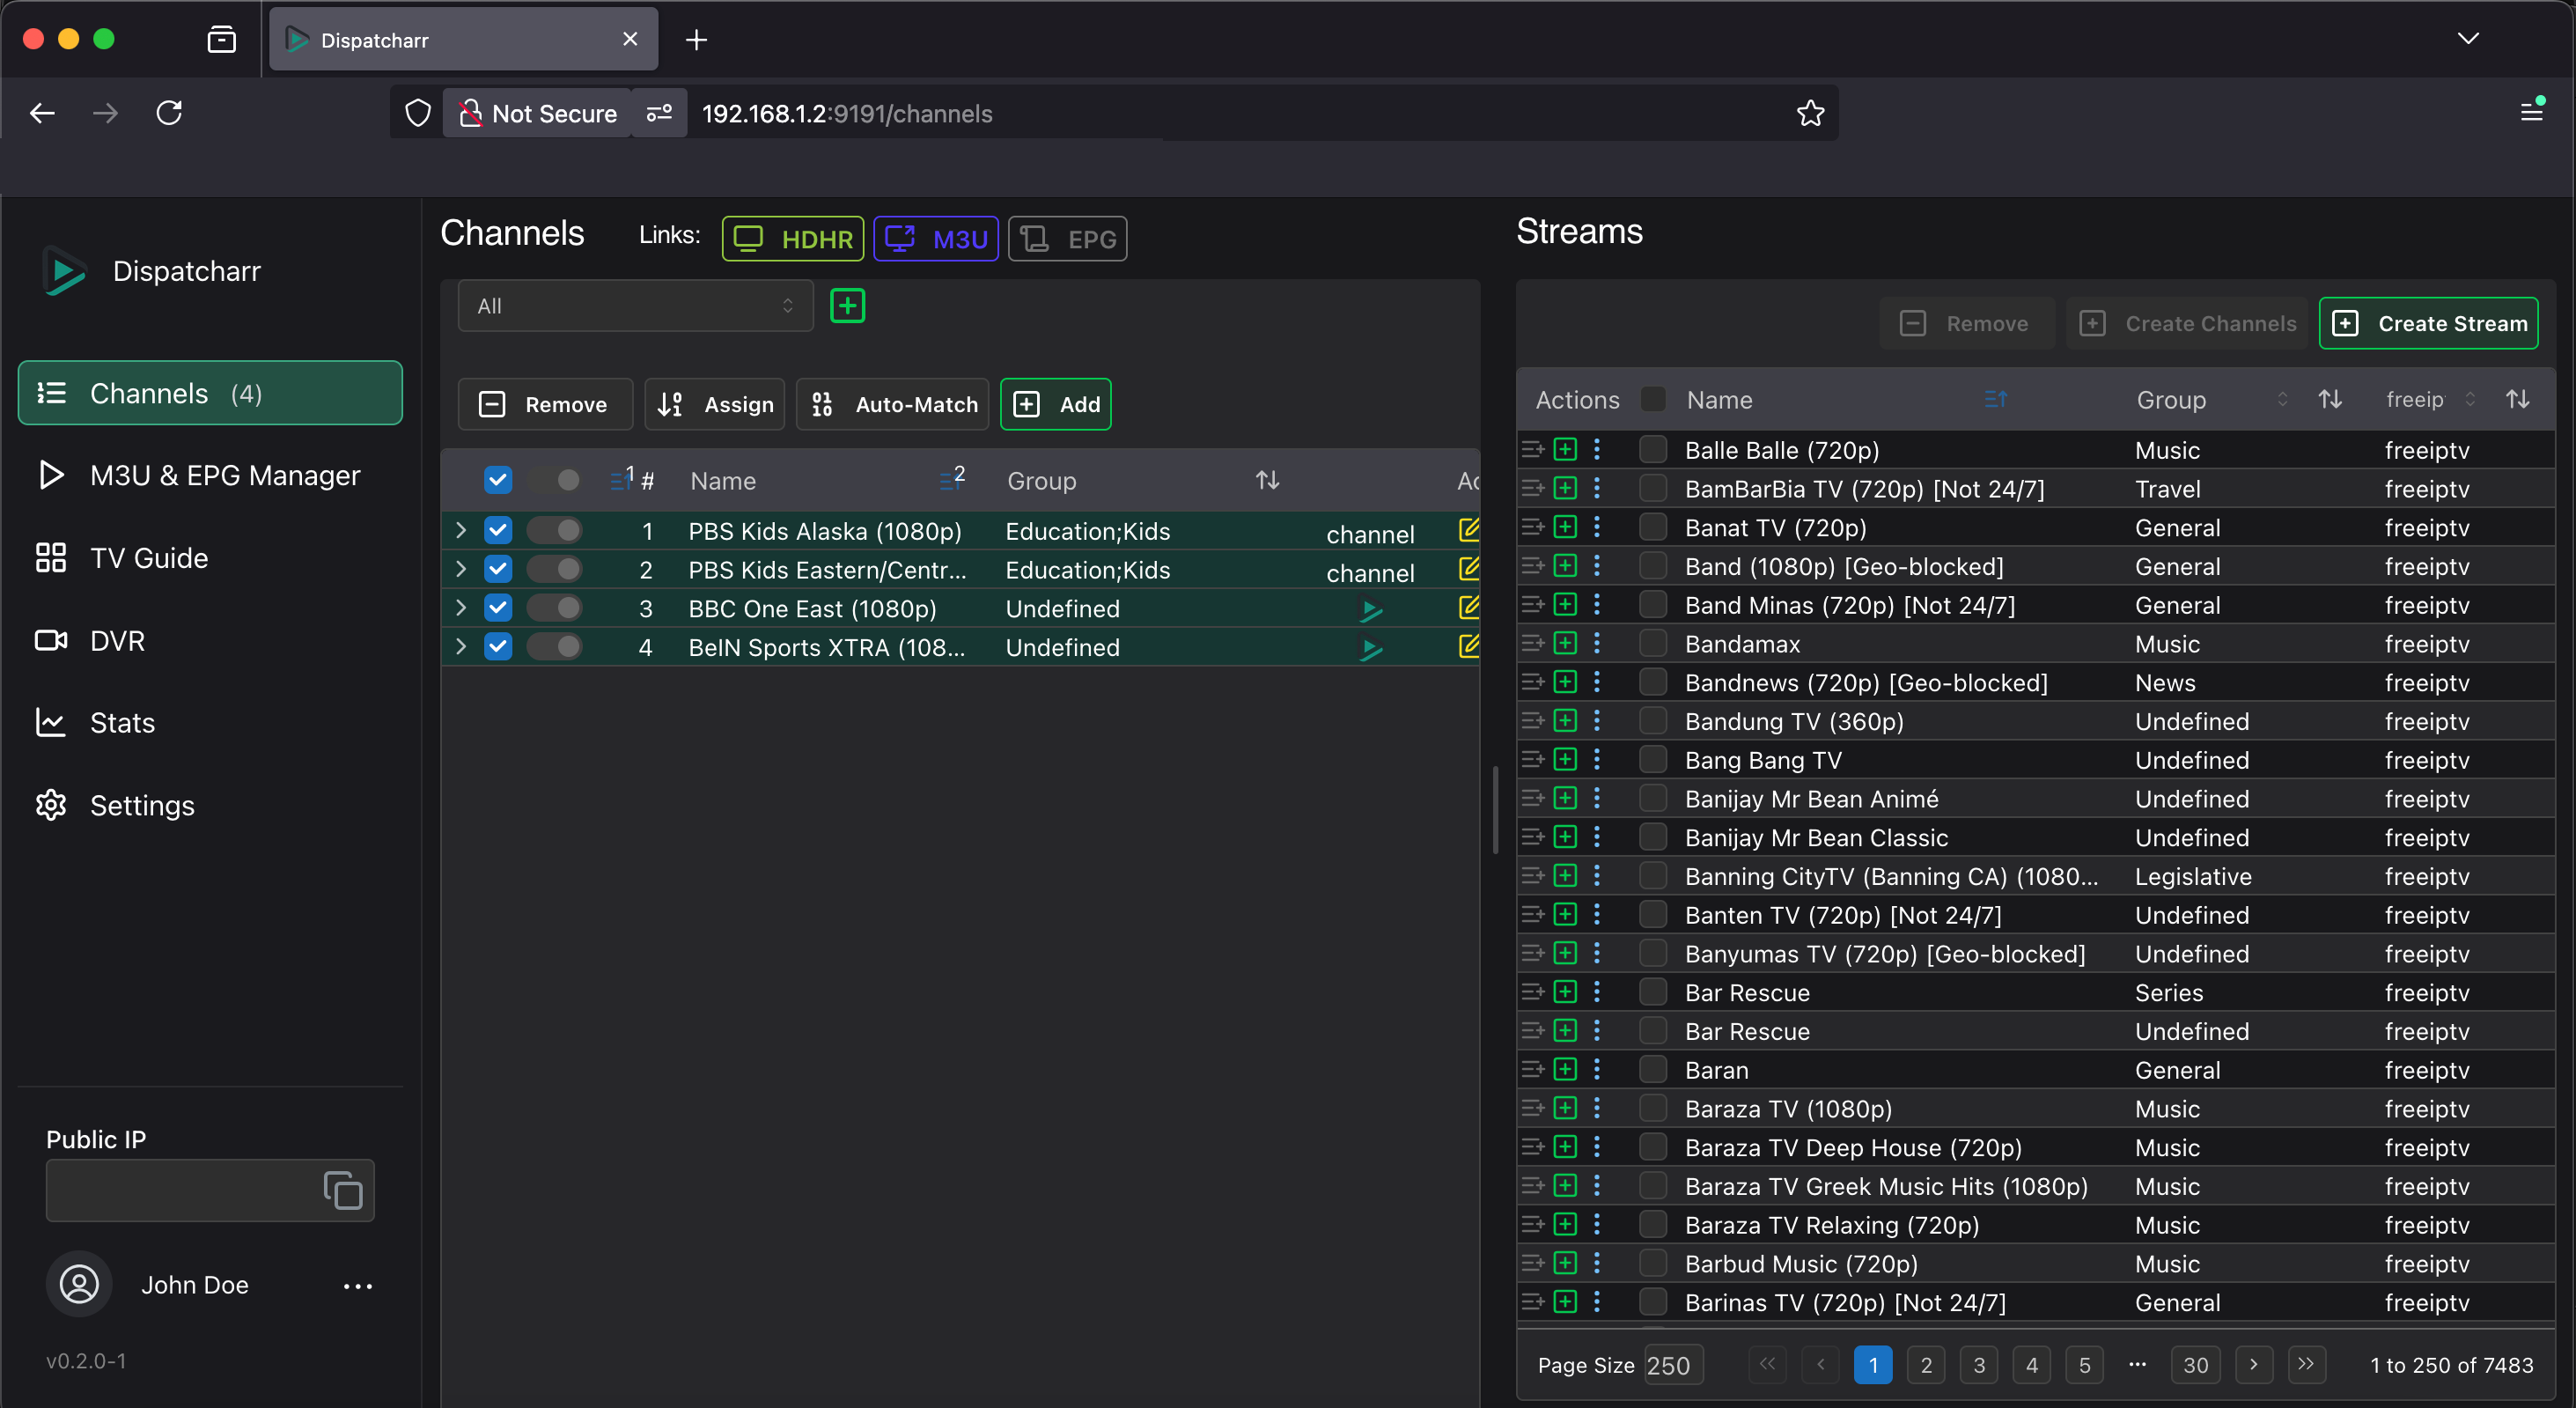 Dispatcharr
Not Secure 192.168.1.2:9191/channels
Dispatcharr
Channels (4)
M3U & EPG Manager
TV Guide
DVR
Stats
Settings
Public IP
John Doe
v0.2.0-1
Channels Links: HDHR M3U EPG
All
Remove Assign Auto-Match Add
1 # Name 2 Group Ac
1 PBS Kids Alaska (1080p) Education;Kids channel
2 PBS Kids Eastern/Centr... Education;Kids channel
3 BBC One East (1080p) Undefined
4 BeIN Sports XTRA (108... Undefined
Streams
Remove Create Channels Create Stream
Actions Name Group freeip
Balle Balle (720p) Music freeiptv
BamBarBia TV (720p) [Not 24/7] Travel freeiptv
Banat TV (720p) General freeiptv
Band (1080p) [Geo-blocked] General freeiptv
Band Minas (720p) [Not 24/7] General freeiptv
Bandamax Music freeiptv
Bandnews (720p) [Geo-blocked] News freeiptv
Bandung TV (360p) Undefined freeiptv
Bang Bang TV Undefined freeiptv
Banijay Mr Bean Animé Undefined freeiptv
Banijay Mr Bean Classic Undefined freeiptv
Banning CityTV (Banning CA) (1080... Legislative freeiptv
Banten TV (720p) [Not 24/7] Undefined freeiptv
Banyumas TV (720p) [Geo-blocked] Undefined freeiptv
Bar Rescue Series freeiptv
Bar Rescue Undefined freeiptv
Baran General freeiptv
Baraza TV (1080p) Music freeiptv
Baraza TV Deep House (720p) Music freeiptv
Baraza TV Greek Music Hits (1080p) Music freeiptv
Baraza TV Relaxing (720p) Music freeiptv
Barbud Music (720p) Music freeiptv
Barinas TV (720p) [Not 24/7] General freeiptv
Page Size 250 1 2 3 4 5 ... 30 1 to 250 of 7483